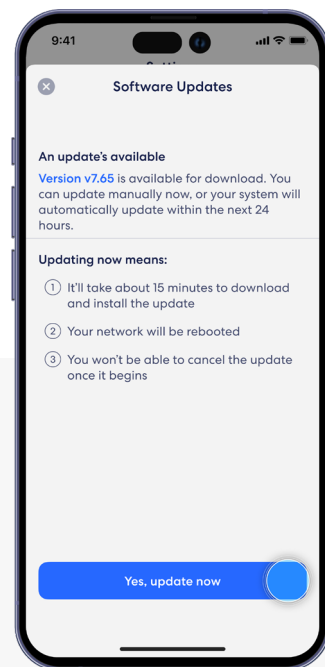 9:41
Software Updates
An update's available
Version v7.65 is available for download. You
can update manually now, or your system will
automatically update within the next 24
hours.
Updating now means:
1 It'll take about 15 minutes to download
and install the update
2 Your network will be rebooted
3 You won't be able to cancel the update
once it begins
Yes, update now